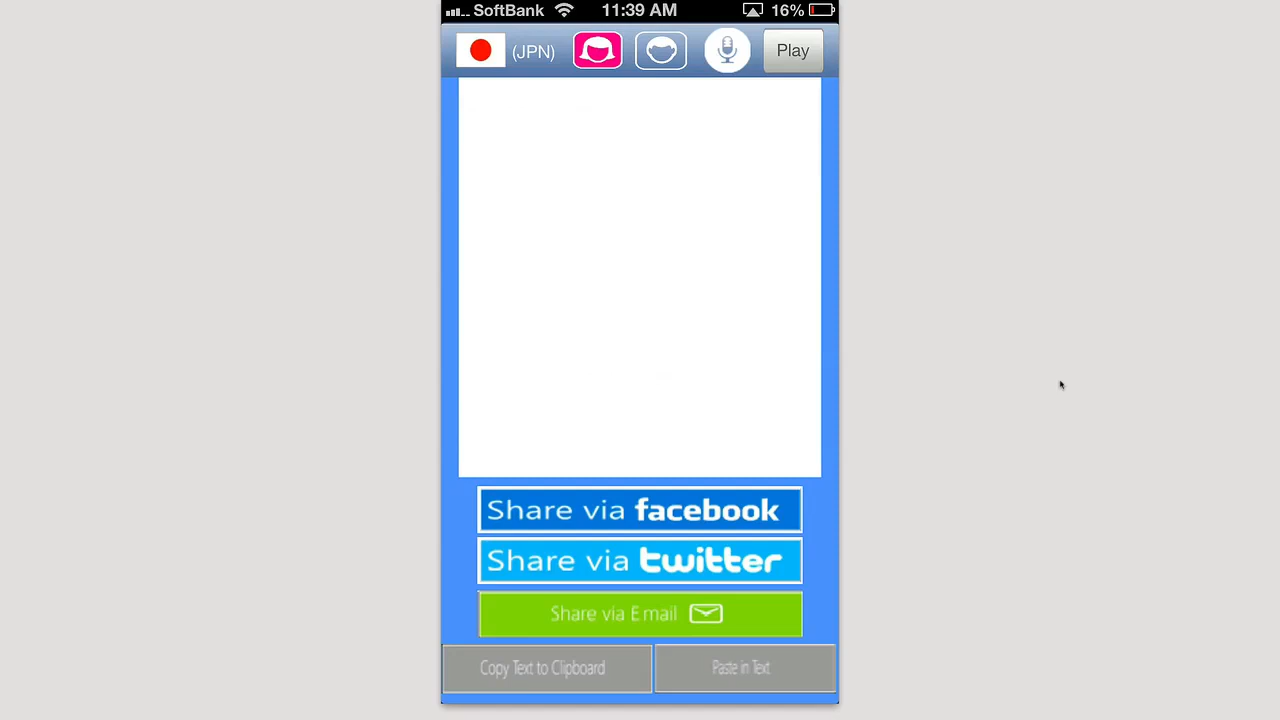 SoftBank 11:39 AM 16%
(JPN) Play
Share via facebook
Share via twitter
Share via Email
Copy Text to Clipboard Paste in Text